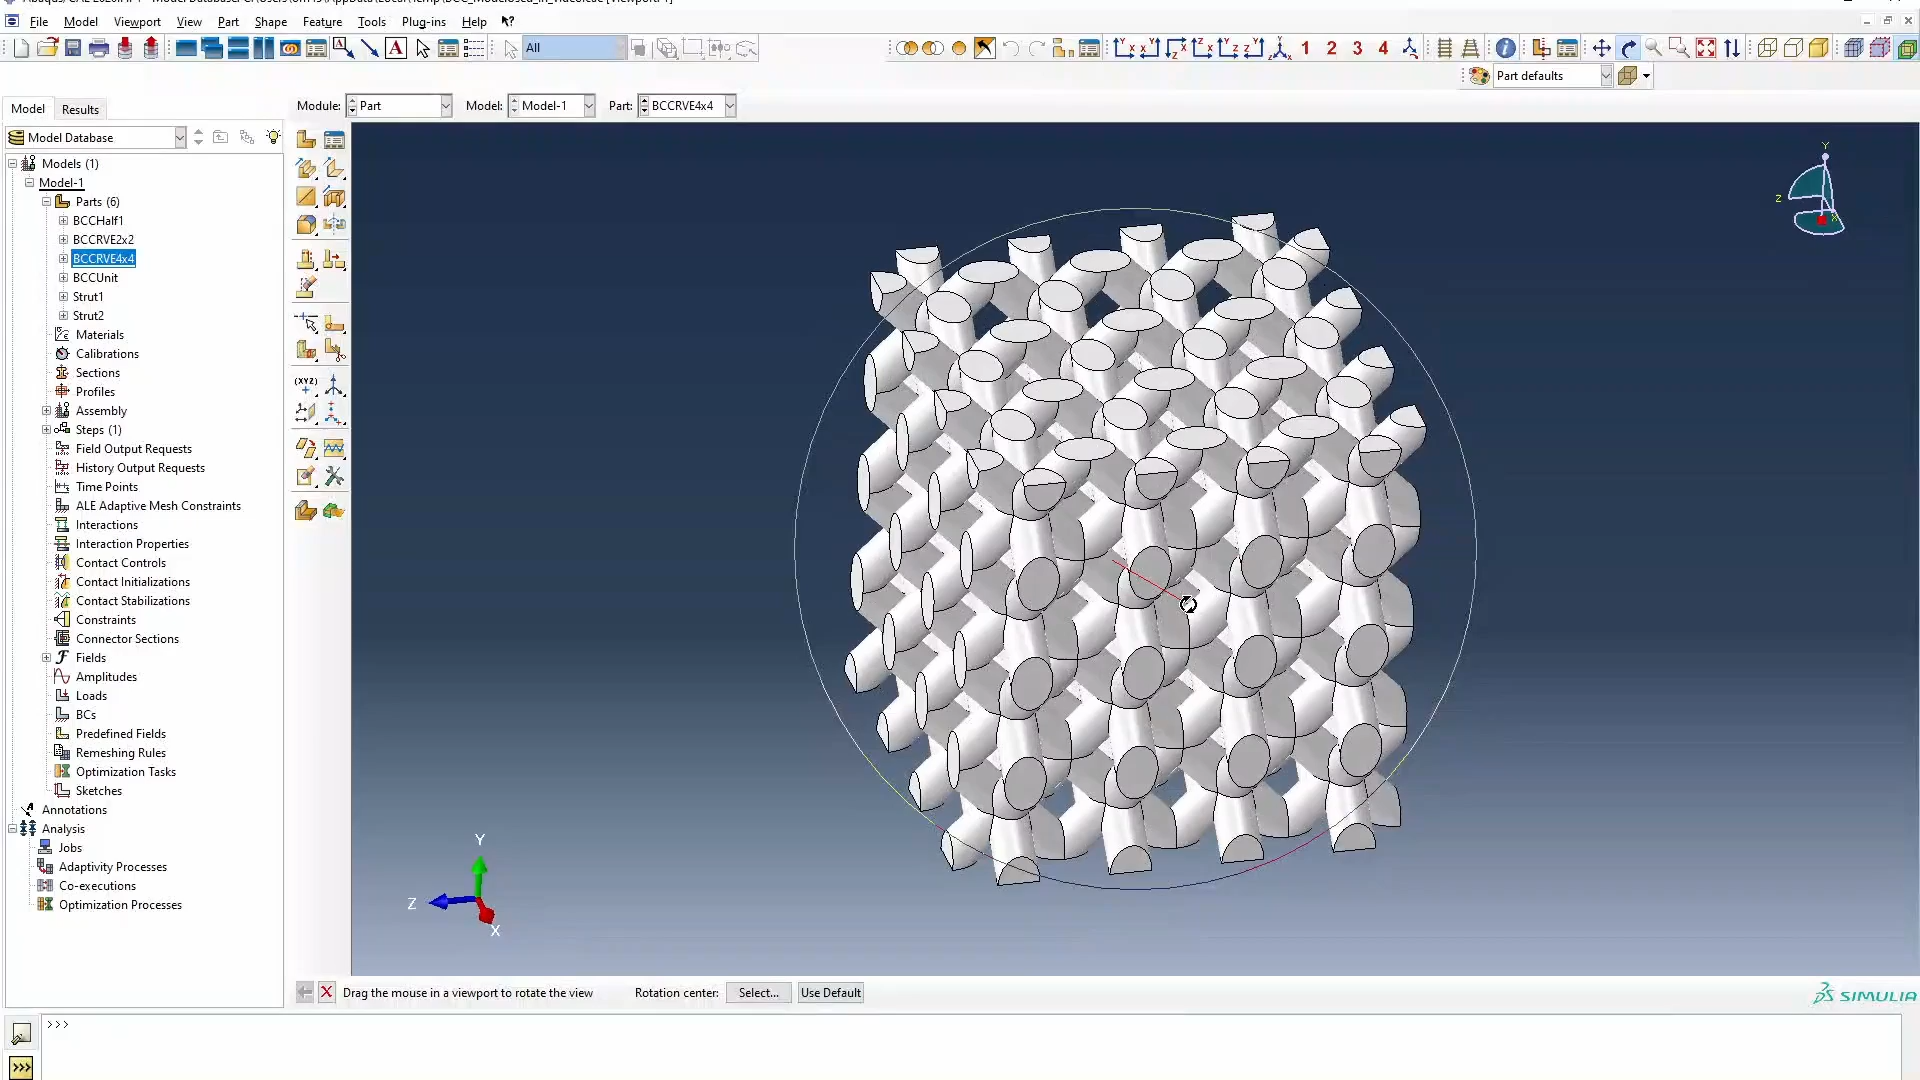 File Model Viewport View Part Shape Feature Tools Plug-ins Help
All
1 2 3 4
Part defaults
Model Results
Module: Part Model: Model-1 Part: BCCRVE4x4
Model Database
Models (1)
Model-1
Parts (6)
BCCHalf1
BCCRVE2x2
BCCRVE4x4
BCCUnit
Strut1
Strut2
Materials
Calibrations
Sections
Profiles
Assembly
Steps (1)
Field Output Requests
History Output Requests
Time Points
ALE Adaptive Mesh Constraints
Interactions
Interaction Properties
Contact Controls
Contact Initializations
Contact Stabilizations
Constraints
Connector Sections
Fields
Amplitudes
Loads
BCs
Predefined Fields
Remeshing Rules
Optimization Tasks
Sketches
Annotations
Analysis
Jobs
Adaptivity Processes
Co-executions
Optimization Processes
(XYZ)
Y
Z
Y
Z
X
Drag the mouse in a viewport to rotate the view Rotation center: Select... Use Default
SIMULIA
>>>
>>>